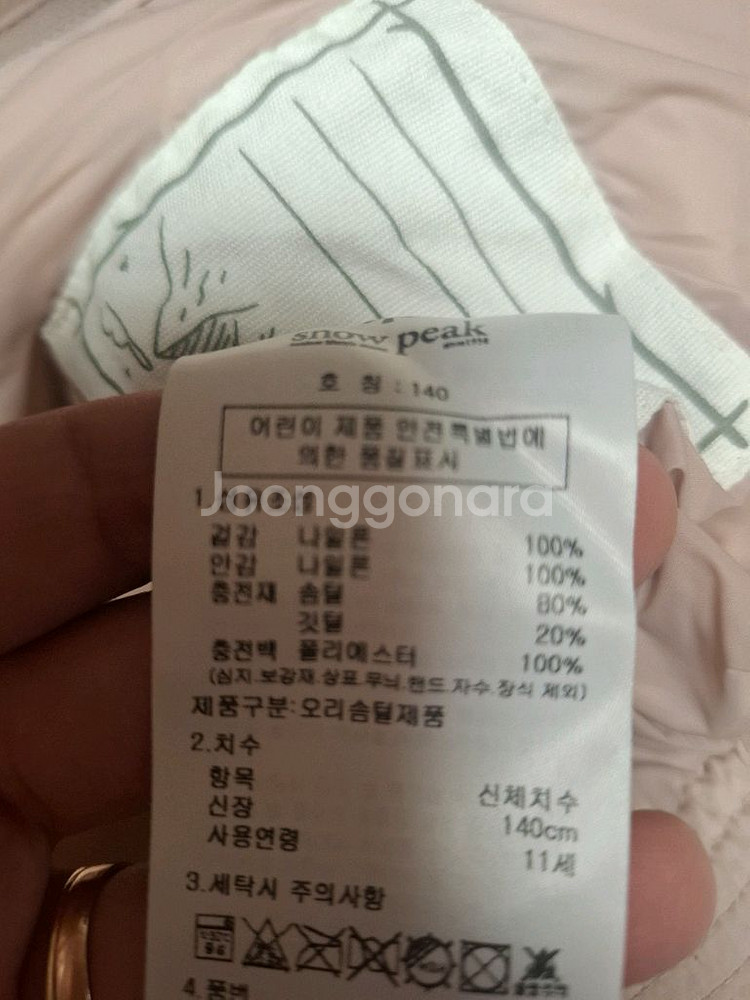 snow peak
호 칭 : 140
어린이 제품 안전특별법에
의한 품질표시
Joonggonara
겉감 나일론 100%
안감 나일론 100%
충전재 솜털 80%
깃털 20%
충전백 폴리에스터 100%
(심지.보강재.상표.무늬.밴드.자수.장식 제외)
제품구분:오리솜털제품
2.치수
항목 신체치수
신장 140cm
사용연령 11세
3.세탁시 주의사항